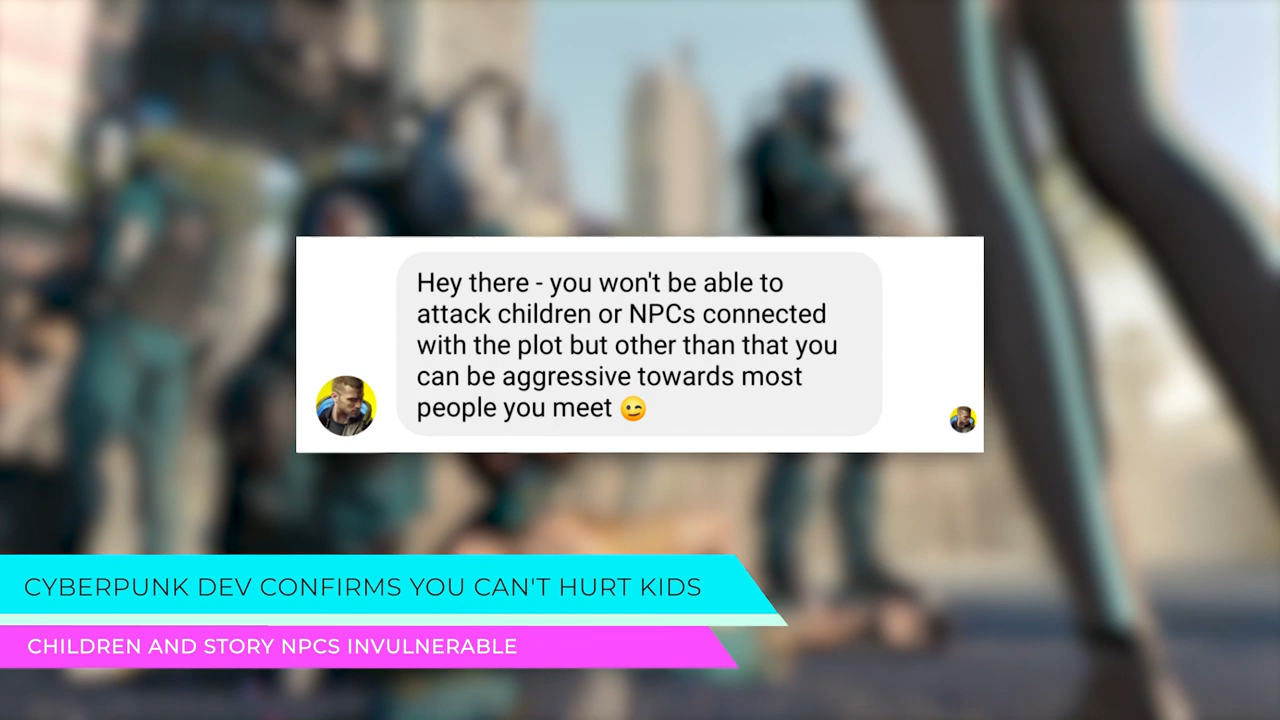 Hey there - you won't be able to
attack children or NPCs connected
with the plot but other than that you
can be aggressive towards most
people you meet 😉
CYBERPUNK DEV CONFIRMS YOU CAN'T HURT KIDS
CHILDREN AND STORY NPCS INVULNERABLE